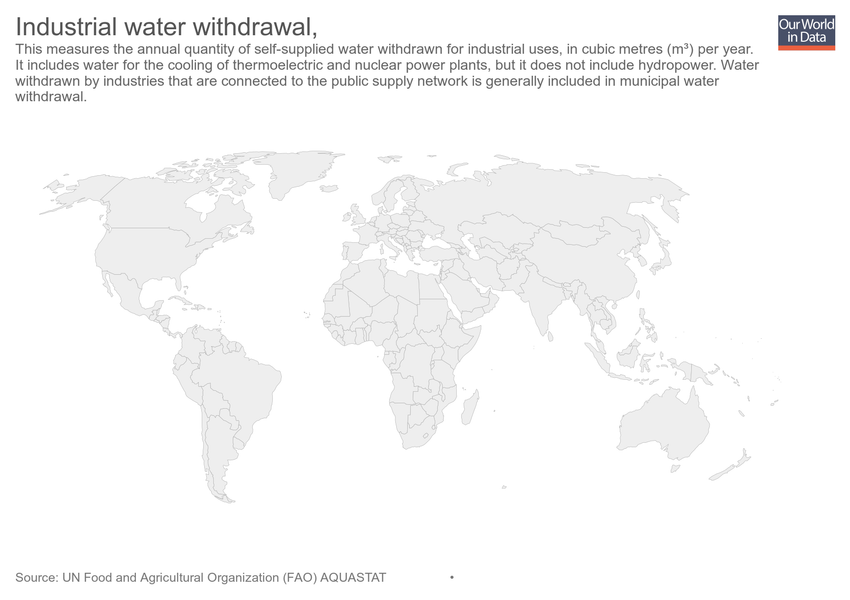 Industrial water withdrawal,
Our World
in Data
This measures the annual quantity of self-supplied water withdrawn for industrial uses, in cubic metres (m³) per year.
It includes water for the cooling of thermoelectric and nuclear power plants, but it does not include hydropower. Water
withdrawn by industries that are connected to the public supply network is generally included in municipal water
withdrawal.
Source: UN Food and Agricultural Organization (FAO) AQUASTAT •